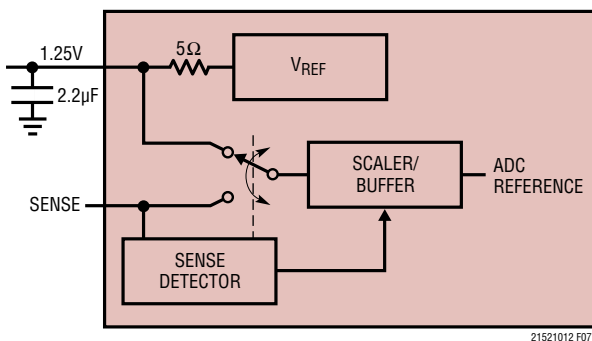 1.25V
5Ω
VREF
2.2µF
SCALER/
BUFFER
ADC
REFERENCE
SENSE
SENSE
DETECTOR
21521012 F07